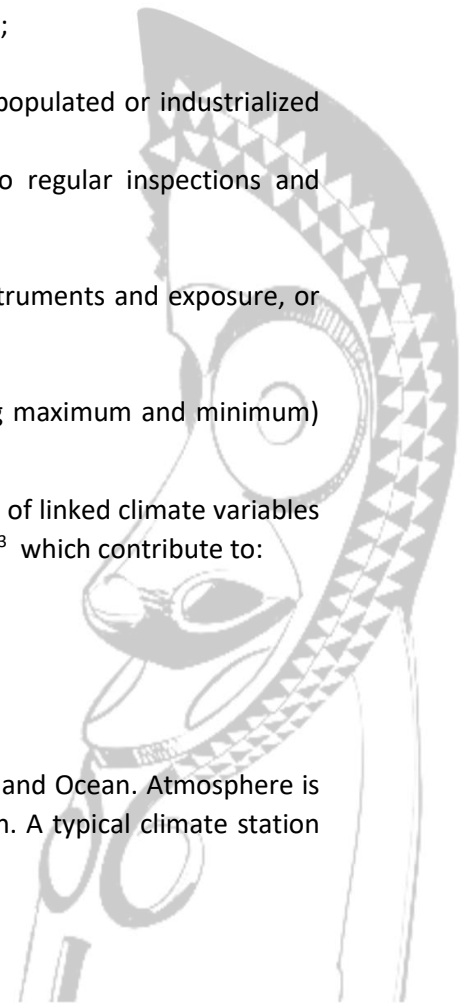 ;
populated or industrialized
o regular inspections and
truments and exposure, or
g maximum and minimum)
of linked climate variables
³ which contribute to:
and Ocean. Atmosphere is
n. A typical climate station